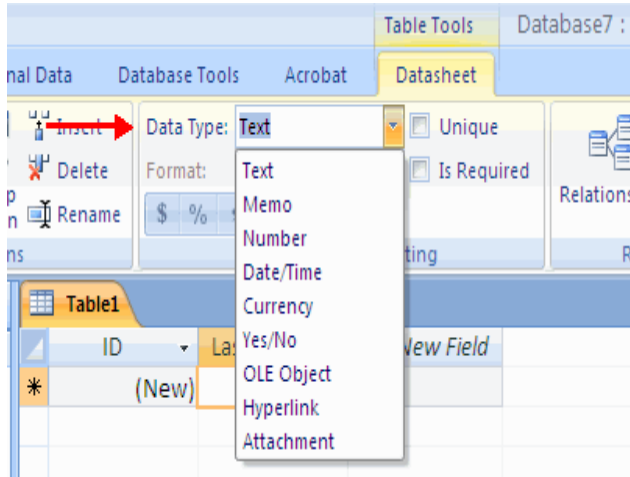 Table Tools Database7 :
nal Data Database Tools Acrobat Datasheet
Insert Data Type: Text Unique
Delete Format: Is Required
Rename $ % Relations
ns ting R
Text
Memo
Number
Date/Time
Currency
Yes/No
OLE Object
Hyperlink
Attachment
Table1
ID Las New Field
(New)